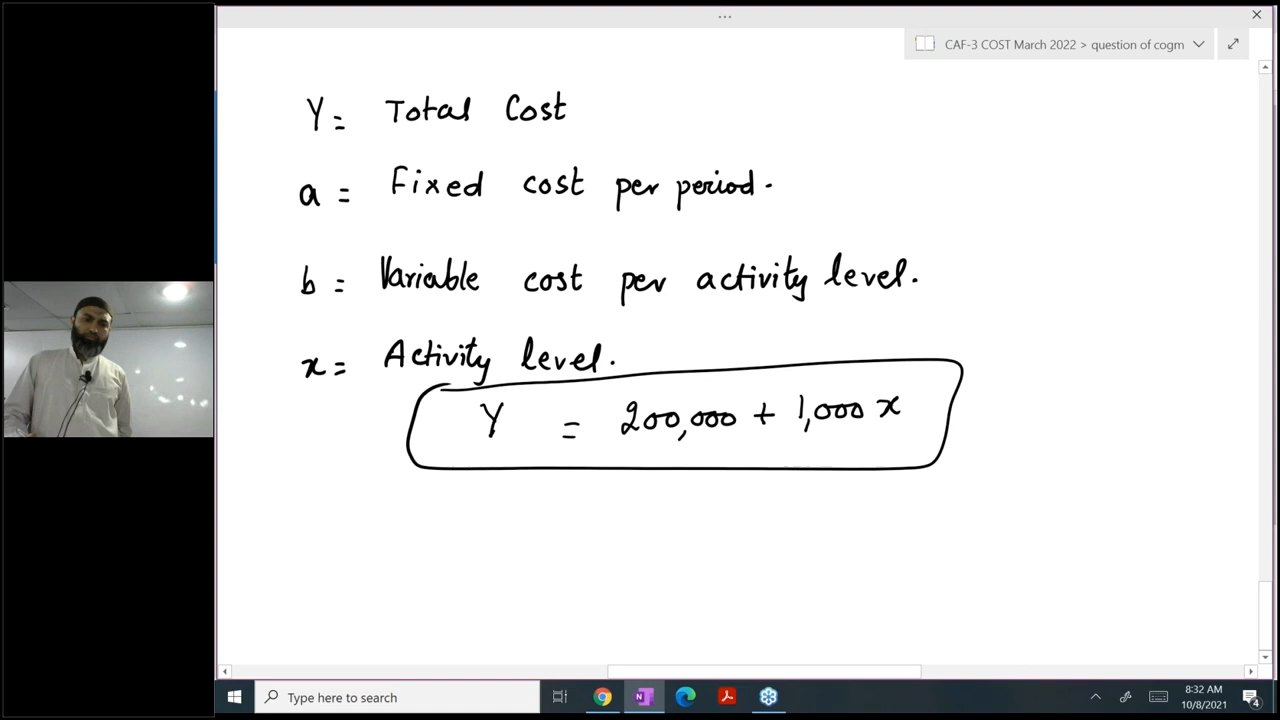 CAF-3 COST March 2022 > question of cogm
Y = Total Cost
a = Fixed cost per period.
b = Variable cost per activity level.
x = Activity level.
Y = 200,000 + 1,000 x
Type here to search
8:32 AM
10/8/2021
4